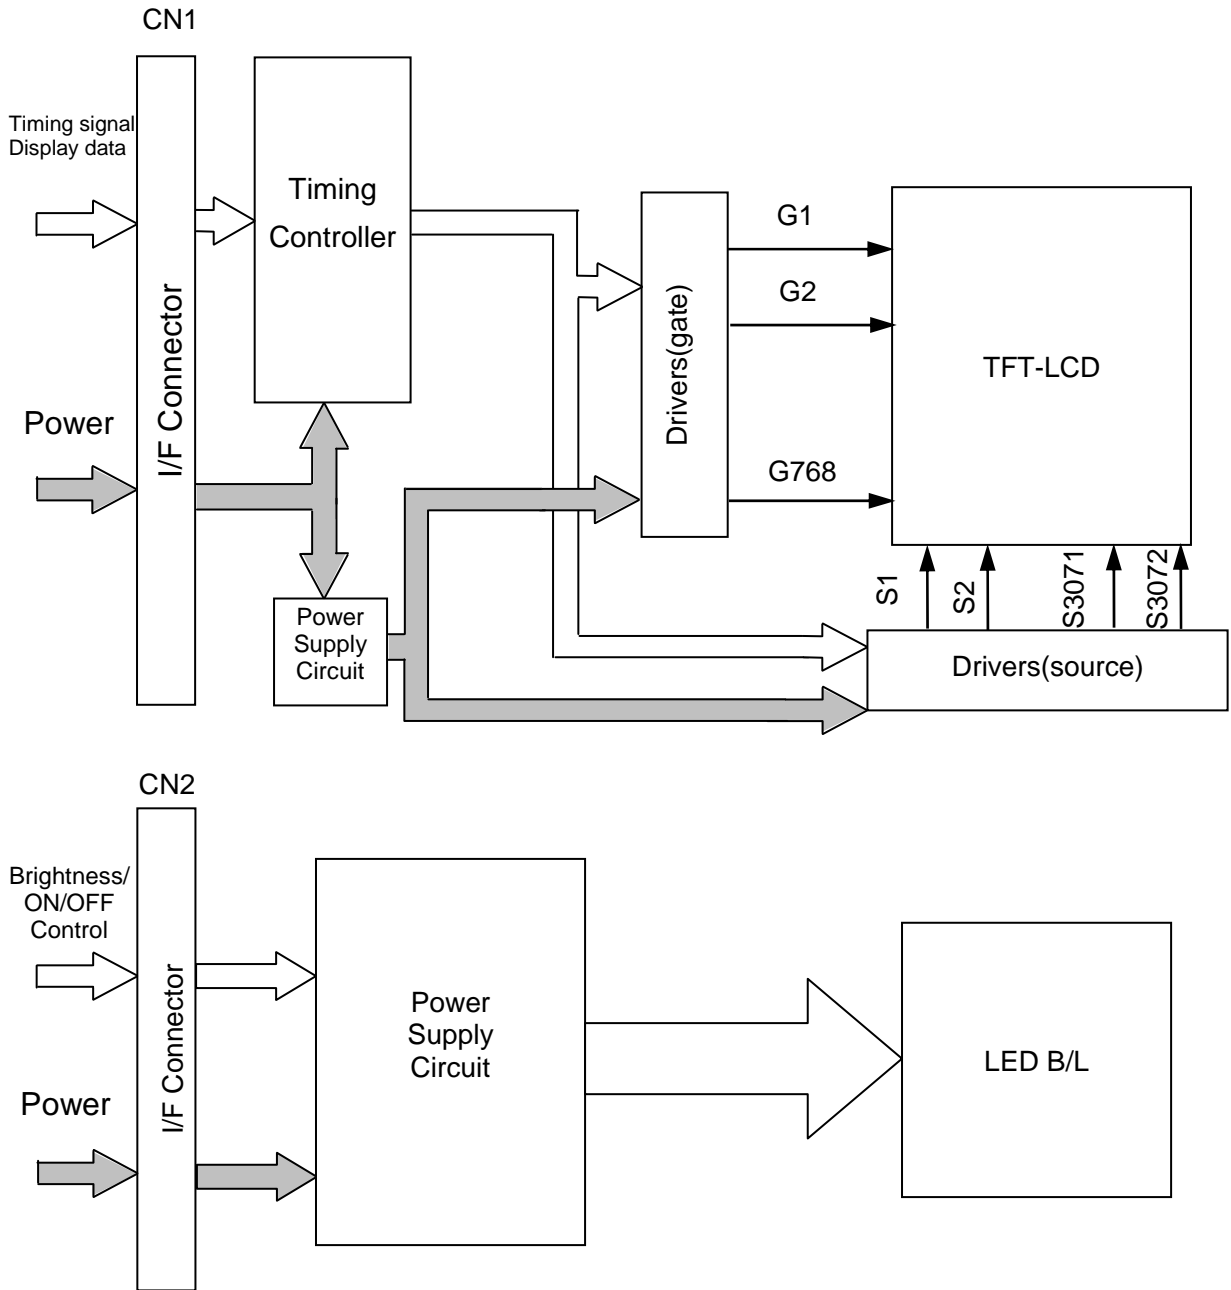 CN1
Timing signal
Display data
Power
I/F Connector
Timing
Controller
Power
Supply
Circuit
Drivers(gate)
G1
G2
G768
TFT-LCD
S1
S2
S3071
S3072
Drivers(source)
CN2
Brightness/
ON/OFF
Control
Power
I/F Connector
Power
Supply
Circuit
LED B/L